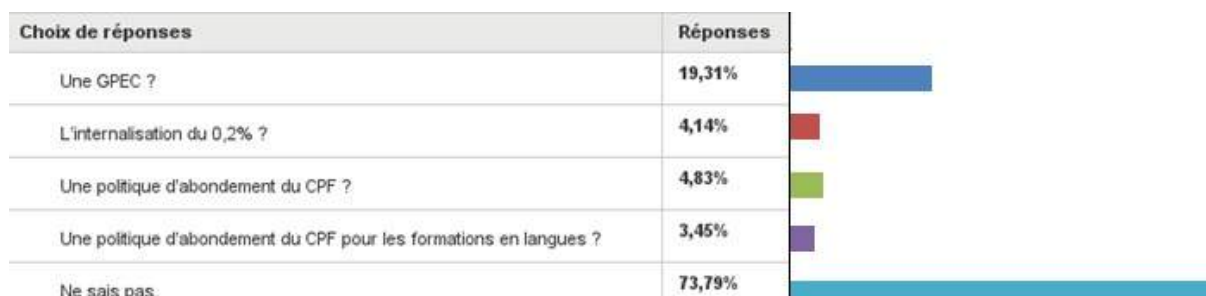 Choix de réponses Réponses
Une GPEC ? 19,31%
L'internalisation du 0,2% ? 4,14%
Une politique d'abondement du CPF ? 4,83%
Une politique d'abondement du CPF pour les formations en langues ? 3,45%
Ne sais pas 73,79%